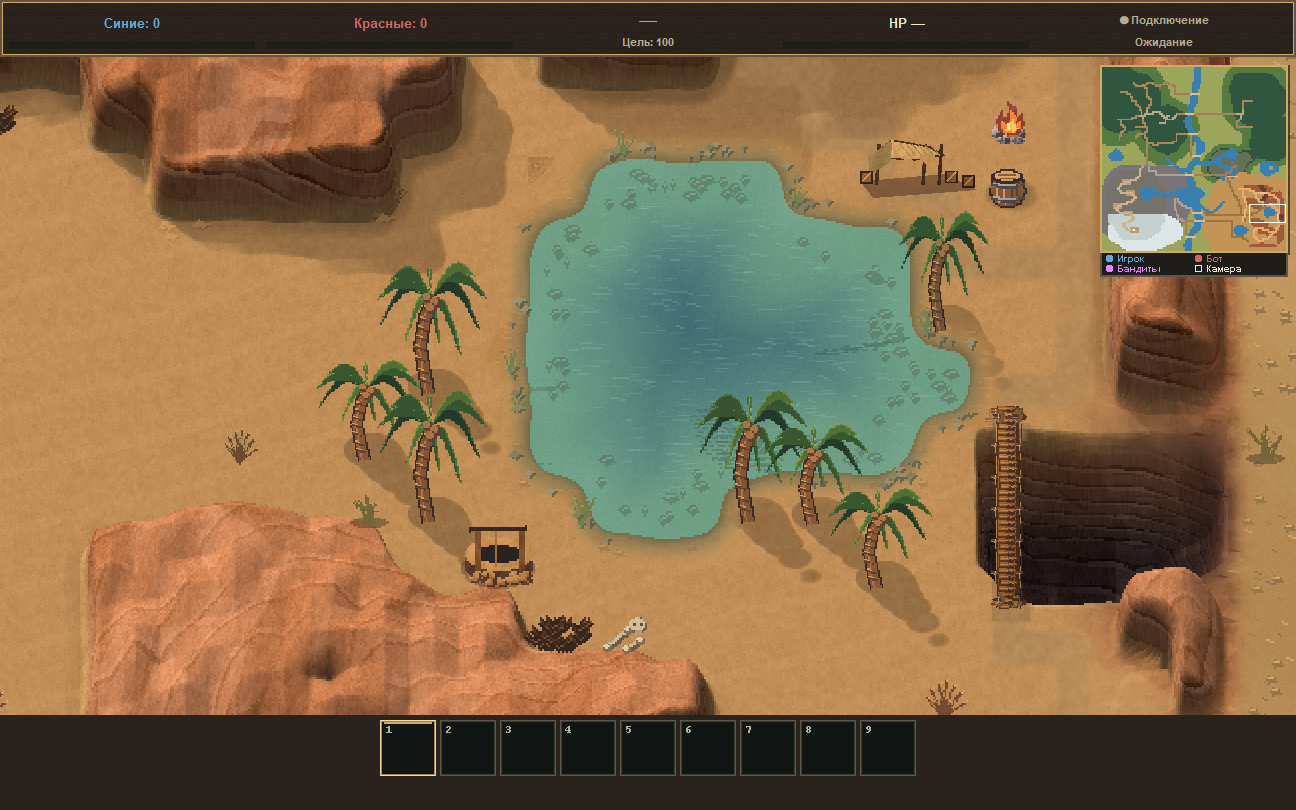 Синие: 0
Красные: 0
—
HP —
Подключение
Цель: 100
Ожидание
Игрок
Бот
Бандиты
Камера
1 2 3 4 5 6 7 8 9